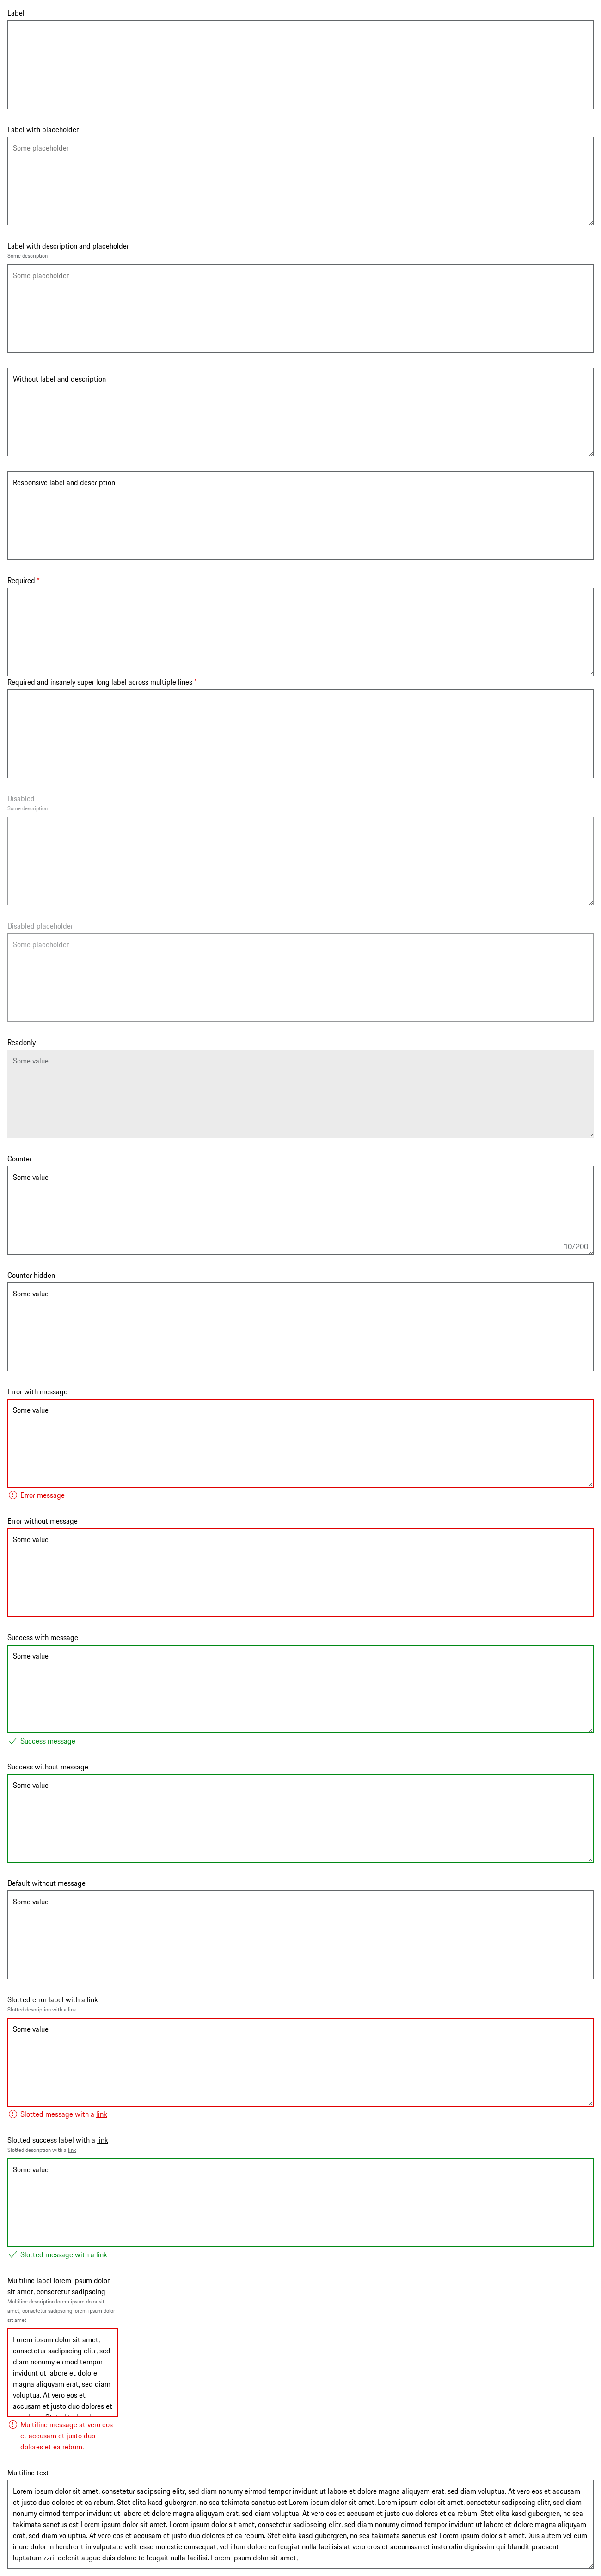 Label
Label with placeholder
Some placeholder
Label with description and placeholder
Some description
Some placeholder
Without label and description
Responsive label and description
Required *
Required and insanely super long label across multiple lines *
Disabled
Some description
Disabled placeholder
Some placeholder
Readonly
Some value
Counter
Some value
10/200
Counter hidden
Some value
Error with message
Some value
Error message
Error without message
Some value
Success with message
Some value
Success message
Success without message
Some value
Default without message
Some value
Slotted error label with a link
Slotted description with a link
Some value
Slotted message with a link
Slotted success label with a link
Slotted description with a link
Some value
Slotted message with a link
Multiline label lorem ipsum dolor
sit amet, consetetur sadipscing
Multiline description lorem ipsum dolor sit
amet, consetetur sadipscing lorem ipsum dolor
sit amet
Lorem ipsum dolor sit amet,
consetetur sadipscing elitr, sed
diam nonumy eirmod tempor
invidunt ut labore et dolore
magna aliquyam erat, sed diam
voluptua. At vero eos et
accusam et justo duo dolores et
Multiline message at vero eos
et accusam et justo duo
dolores et ea rebum.
Multiline text
Lorem ipsum dolor sit amet, consetetur sadipscing elitr, sed diam nonumy eirmod tempor invidunt ut labore et dolore magna aliquyam erat, sed diam voluptua. At vero eos et accusam
et justo duo dolores et ea rebum. Stet clita kasd gubergren, no sea takimata sanctus est Lorem ipsum dolor sit amet. Lorem ipsum dolor sit amet, consetetur sadipscing elitr, sed diam
nonumy eirmod tempor invidunt ut labore et dolore magna aliquyam erat, sed diam voluptua. At vero eos et accusam et justo duo dolores et ea rebum. Stet clita kasd gubergren, no sea
takimata sanctus est Lorem ipsum dolor sit amet. Lorem ipsum dolor sit amet, consetetur sadipscing elitr, sed diam nonumy eirmod tempor invidunt ut labore et dolore magna aliquyam
erat, sed diam voluptua. At vero eos et accusam et justo duo dolores et ea rebum. Stet clita kasd gubergren, no sea takimata sanctus est Lorem ipsum dolor sit amet.Duis autem vel eum
iriure dolor in hendrerit in vulputate velit esse molestie consequat, vel illum dolore eu feugiat nulla facilisis at vero eros et accumsan et iusto odio dignissim qui blandit praesent
luptatum zzril delenit augue duis dolore te feugait nulla facilisi. Lorem ipsum dolor sit amet,